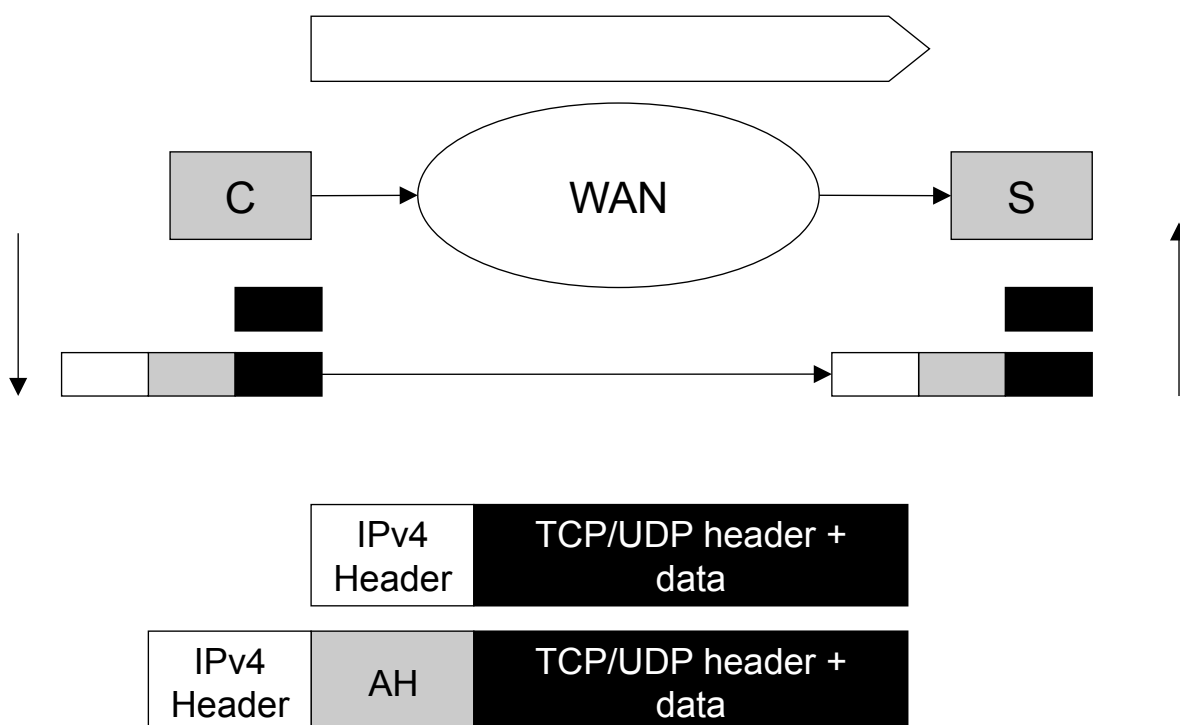 C
WAN
S
IPv4
Header
TCP/UDP header +
data
IPv4
Header
AH
TCP/UDP header +
data